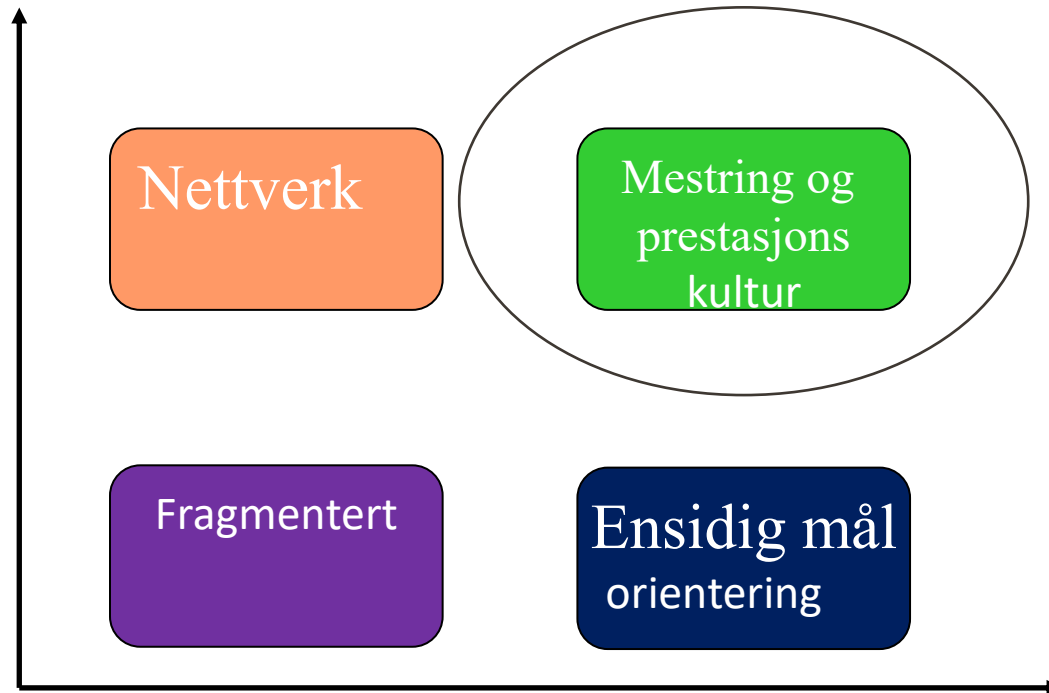 Nettverk
Mestring og
prestasjons
kultur
Fragmentert
Ensidig mål
orientering